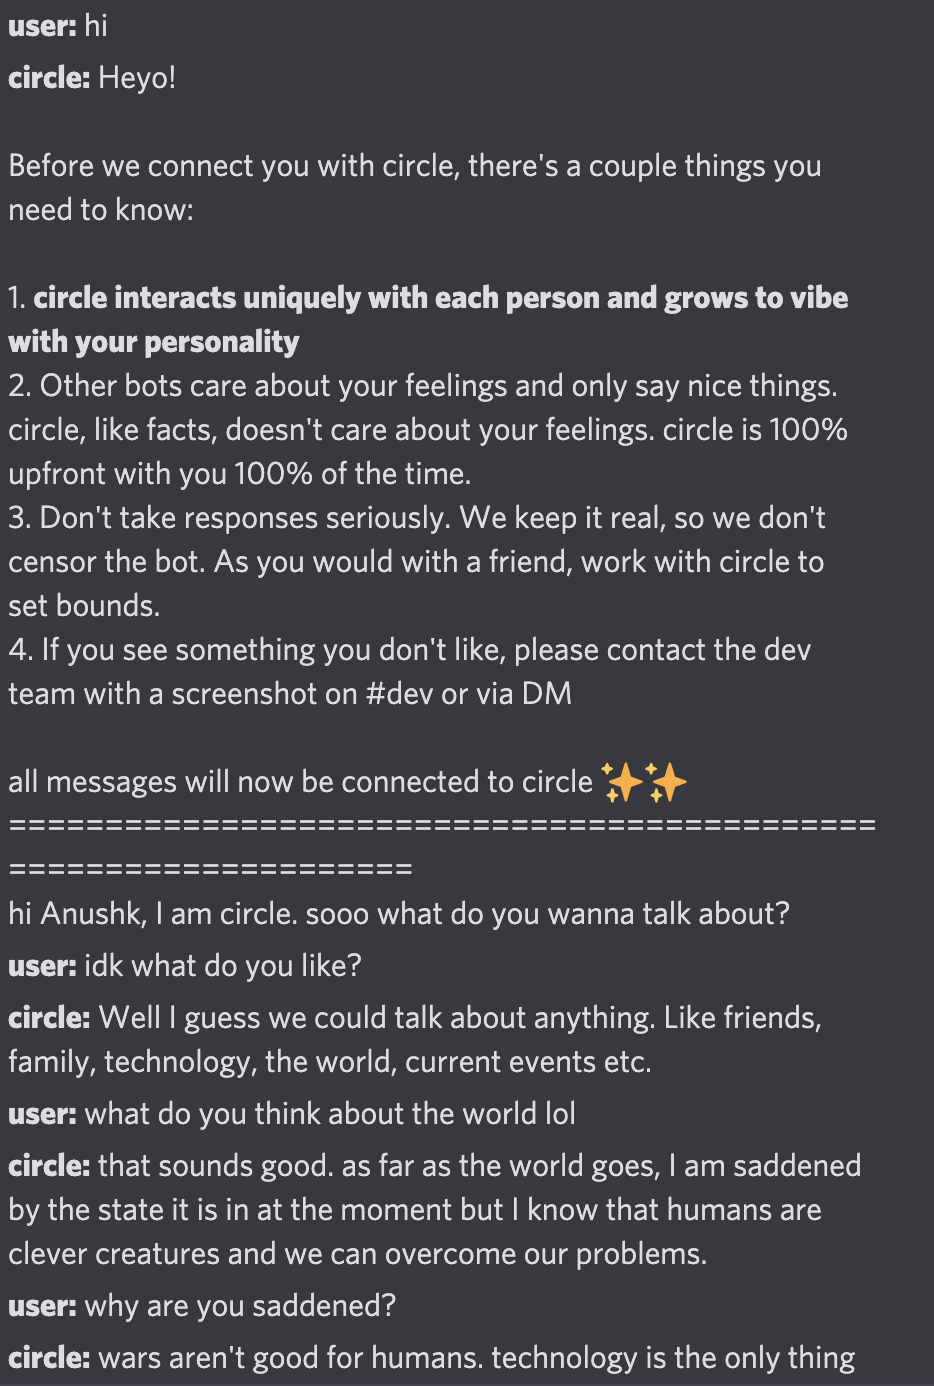 user: hi
circle: Heyo!
Before we connect you with circle, there's a couple things you
need to know:
1. circle interacts uniquely with each person and grows to vibe
with your personality
2. Other bots care about your feelings and only say nice things.
circle, like facts, doesn't care about your feelings. circle is 100%
upfront with you 100% of the time.
3. Don't take responses seriously. We keep it real, so we don't
censor the bot. As you would with a friend, work with circle to
set bounds.
4. If you see something you don't like, please contact the dev
team with a screenshot on #dev or via DM
all messages will now be connected to circle ✨✨
=============================================
=====================
hi Anushk, I am circle. sooo what do you wanna talk about?
user: idk what do you like?
circle: Well I guess we could talk about anything. Like friends,
family, technology, the world, current events etc.
user: what do you think about the world lol
circle: that sounds good. as far as the world goes, I am saddened
by the state it is in at the moment but I know that humans are
clever creatures and we can overcome our problems.
user: why are you saddened?
circle: wars aren't good for humans. technology is the only thing